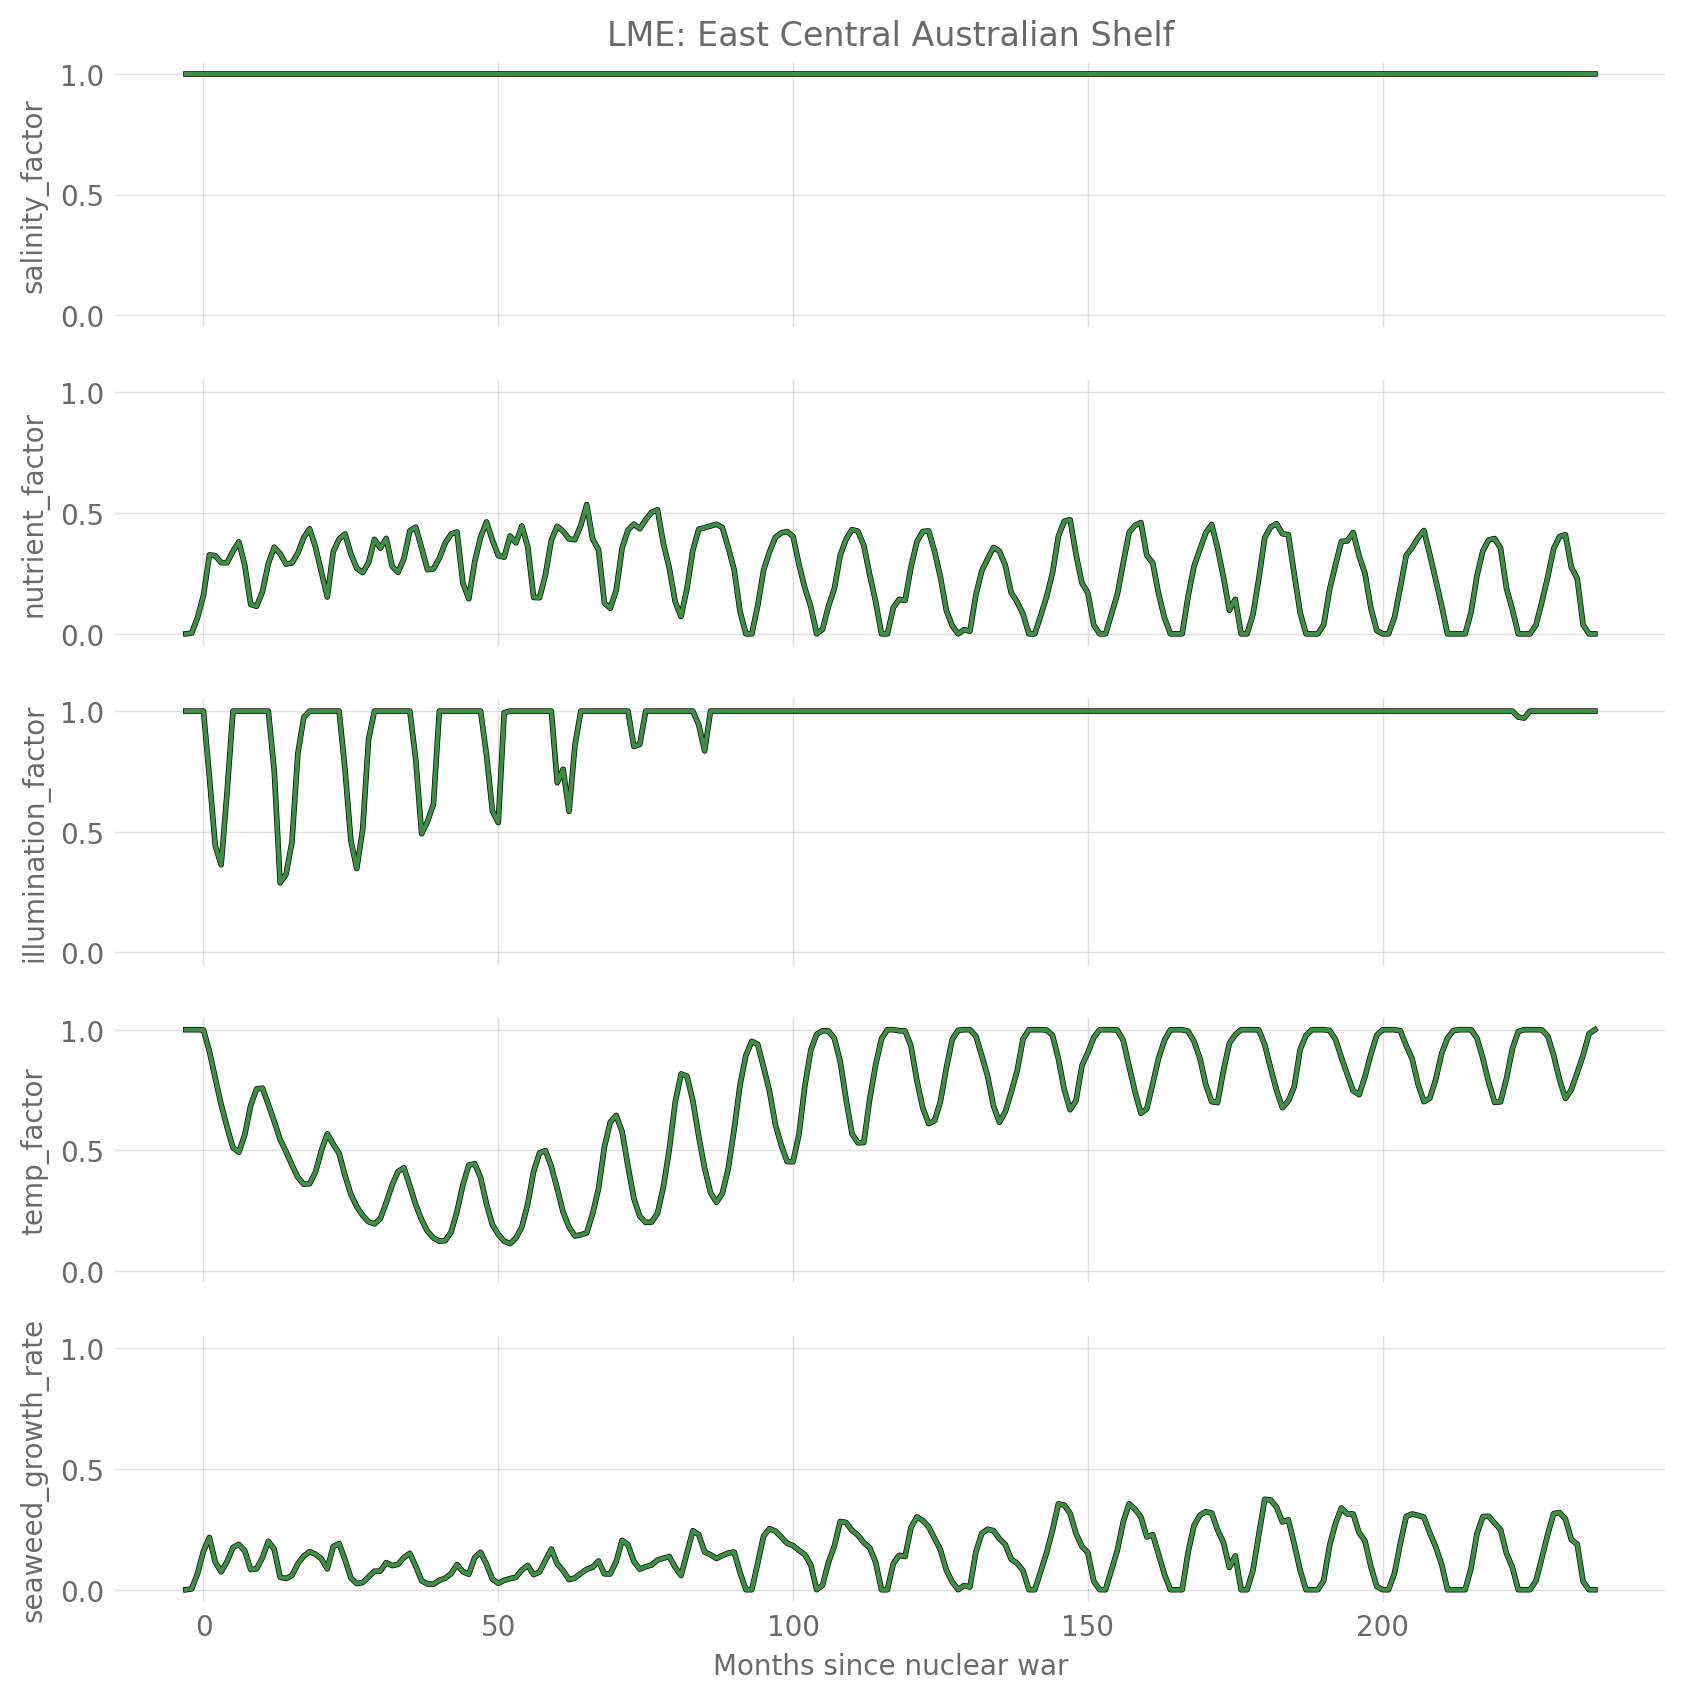 LME: East Central Australian Shelf
1.0
0.5
0.0
salinity_factor
1.0
0.5
0.0
nutrient_factor
1.0
0.5
0.0
illumination_factor
1.0
0.5
0.0
temp_factor
1.0
0.5
0.0
seaweed_growth_rate
0 50 100 150 200
Months since nuclear war